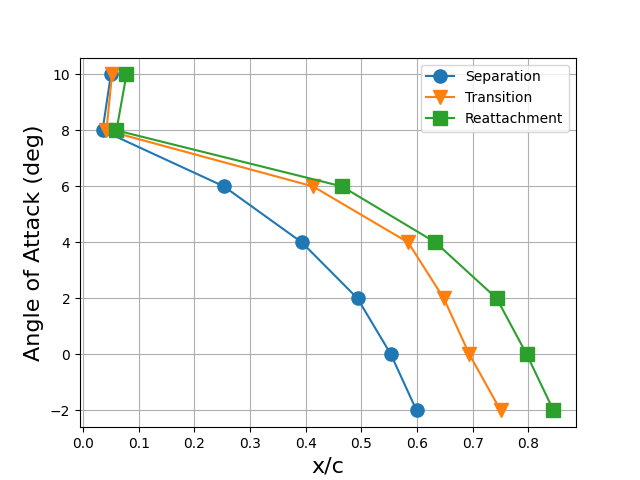 Separation
Transition
Reattachment
10
8
6
4
2
0
−2
Angle of Attack (deg)
0.0 0.1 0.2 0.3 0.4 0.5 0.6 0.7 0.8
x/c